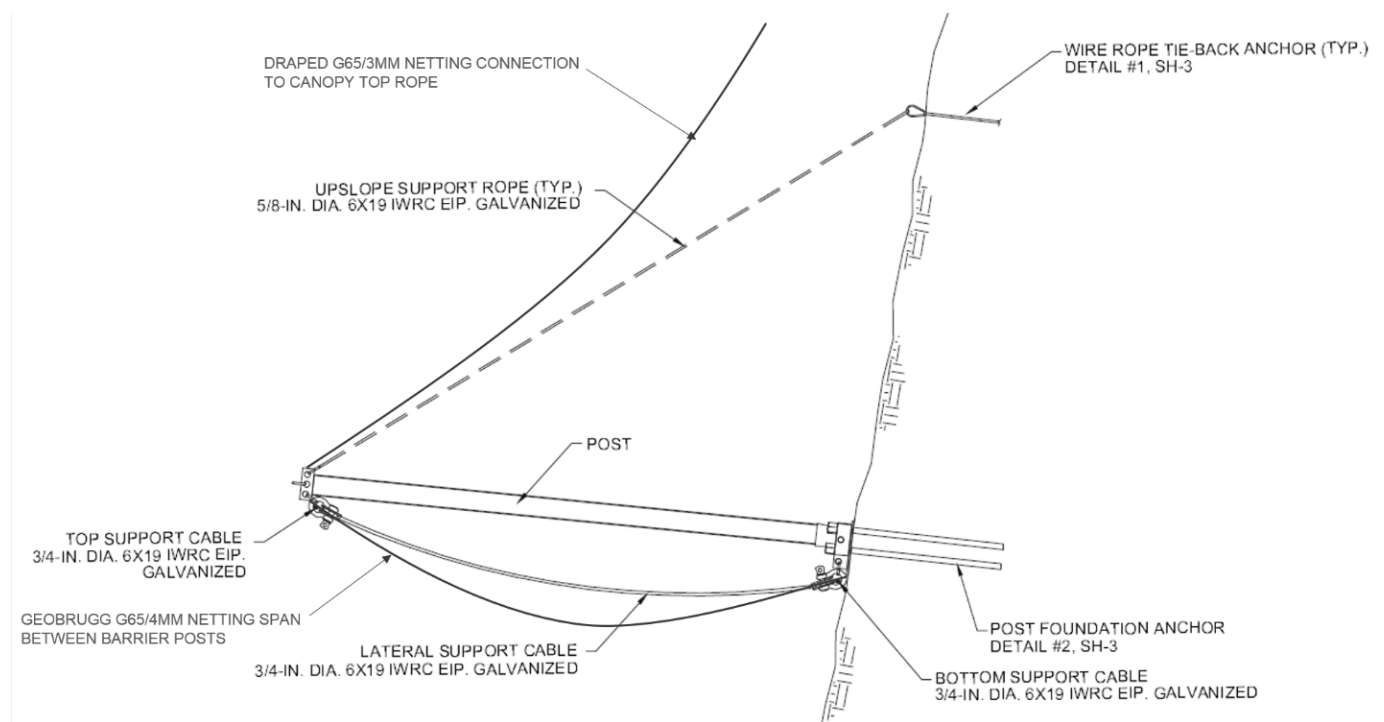 DRAPED G65/3MM NETTING CONNECTION
TO CANOPY TOP ROPE
WIRE ROPE TIE-BACK ANCHOR (TYP.)
DETAIL #1, SH-3
UPSLOPE SUPPORT ROPE (TYP.)
5/8-IN. DIA. 6X19 IWRC EIP. GALVANIZED
POST
TOP SUPPORT CABLE
3/4-IN. DIA. 6X19 IWRC EIP.
GALVANIZED
GEOBRUGG G65/4MM NETTING SPAN
BETWEEN BARRIER POSTS
LATERAL SUPPORT CABLE
3/4-IN. DIA. 6X19 IWRC EIP. GALVANIZED
POST FOUNDATION ANCHOR
DETAIL #2, SH-3
BOTTOM SUPPORT CABLE
3/4-IN. DIA. 6X19 IWRC EIP. GALVANIZED